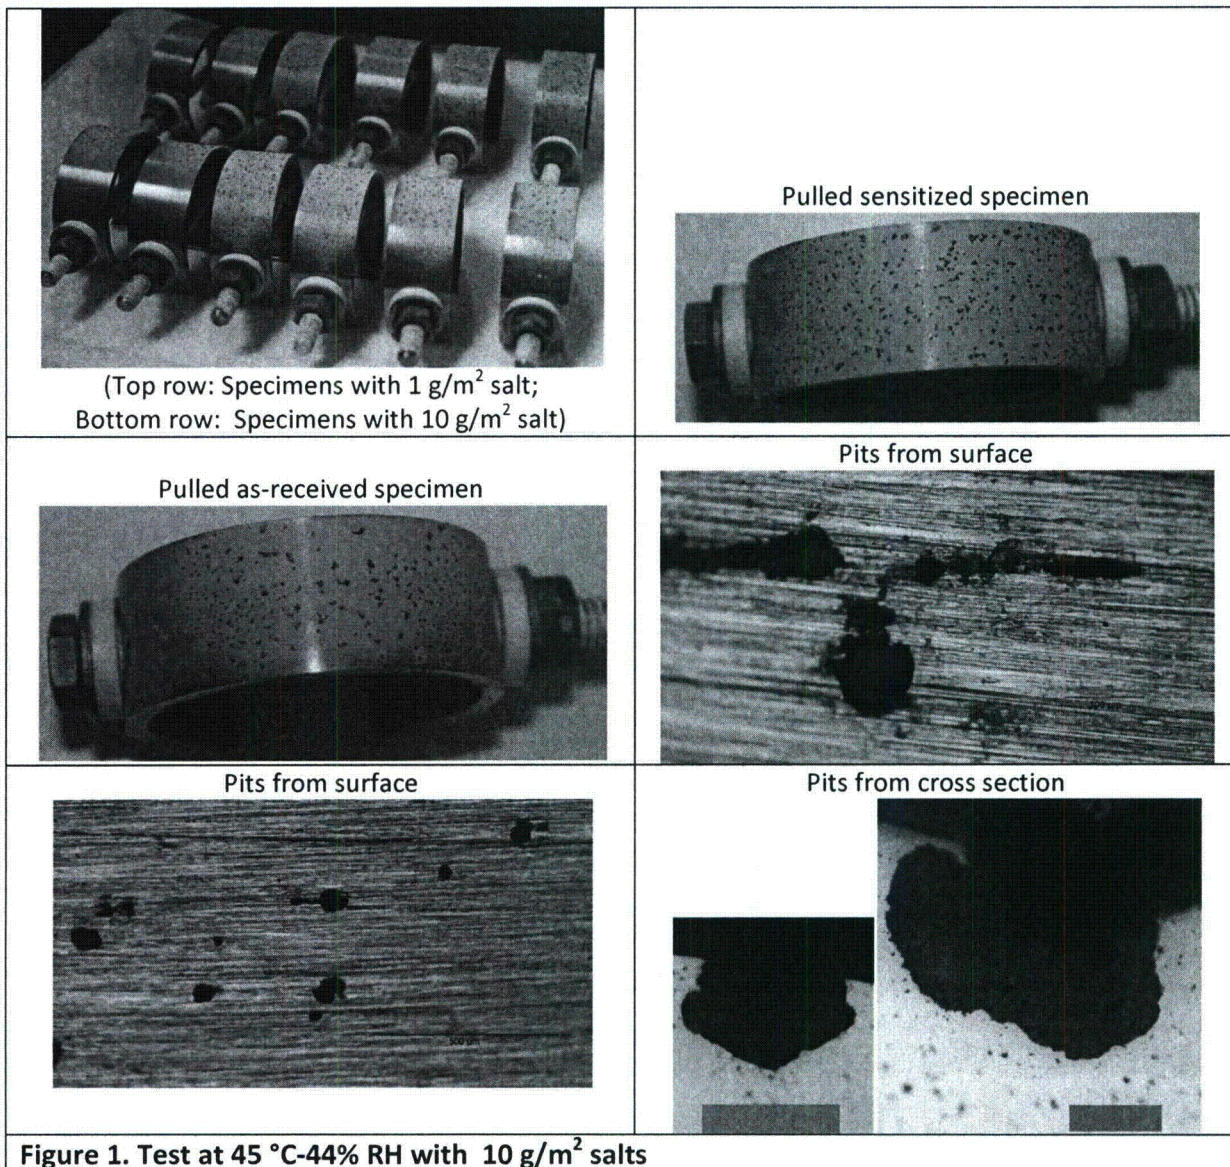 (Top row: Specimens with 1 g/m² salt;
Bottom row: Specimens with 10 g/m² salt)
Pulled sensitized specimen
Pulled as-received specimen
Pits from surface
Pits from surface
Pits from cross section
Figure 1. Test at 45 °C-44% RH with 10 g/m² salts